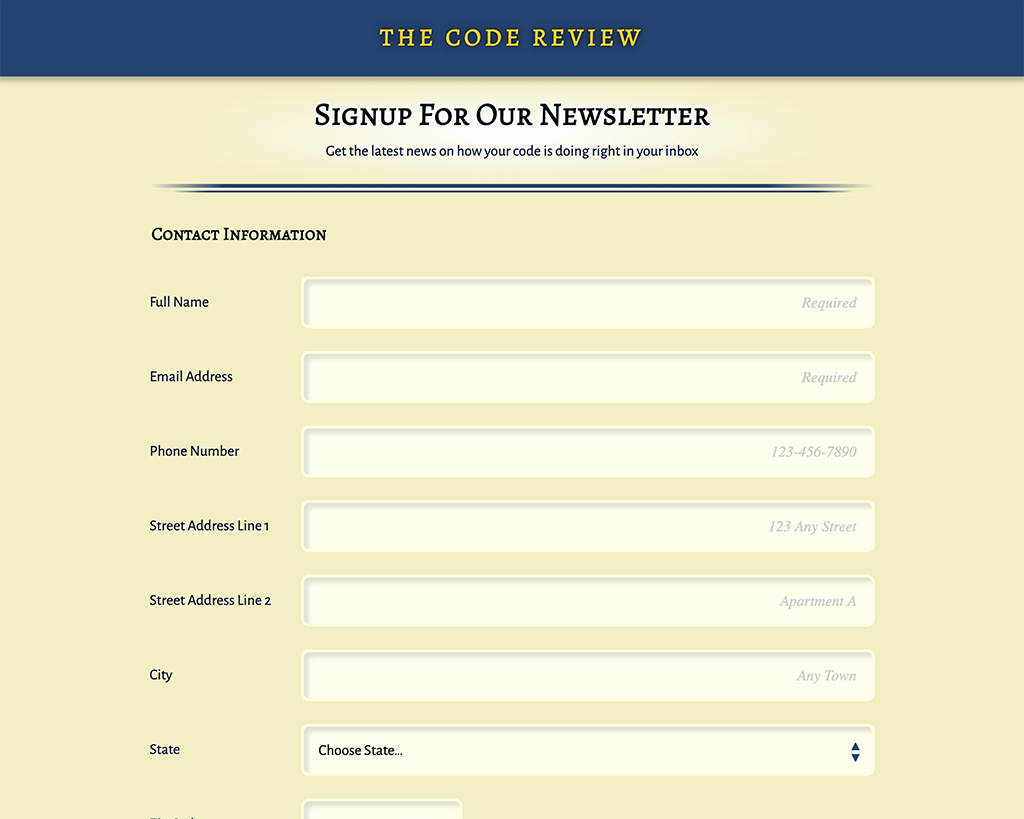 THE CODE REVIEW
Signup For Our Newsletter
Get the latest news on how your code is doing right in your inbox
Contact Information
Full Name Required
Email Address Required
Phone Number 123-456-7890
Street Address Line 1 123 Any Street
Street Address Line 2 Apartment A
City Any Town
State Choose State...